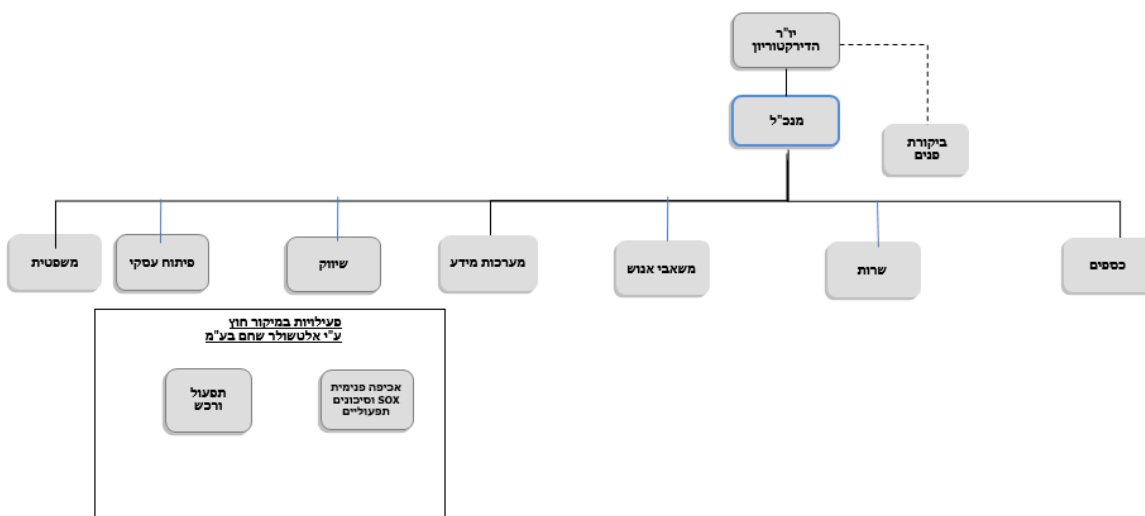 יו"ר
הדירקטוריון
מנכ"ל
ביקורת
פנים
כספים
שרות
משאבי אנוש
מערכות מידע
שיווק
פיתוח עסקי
משפטית
פעילויות במיקור חוץ
ע"י אלטשולר שחם בע"מ
אכיפה פנימית
SOX וסיכונים
תפעוליים
תפעול
ורכש